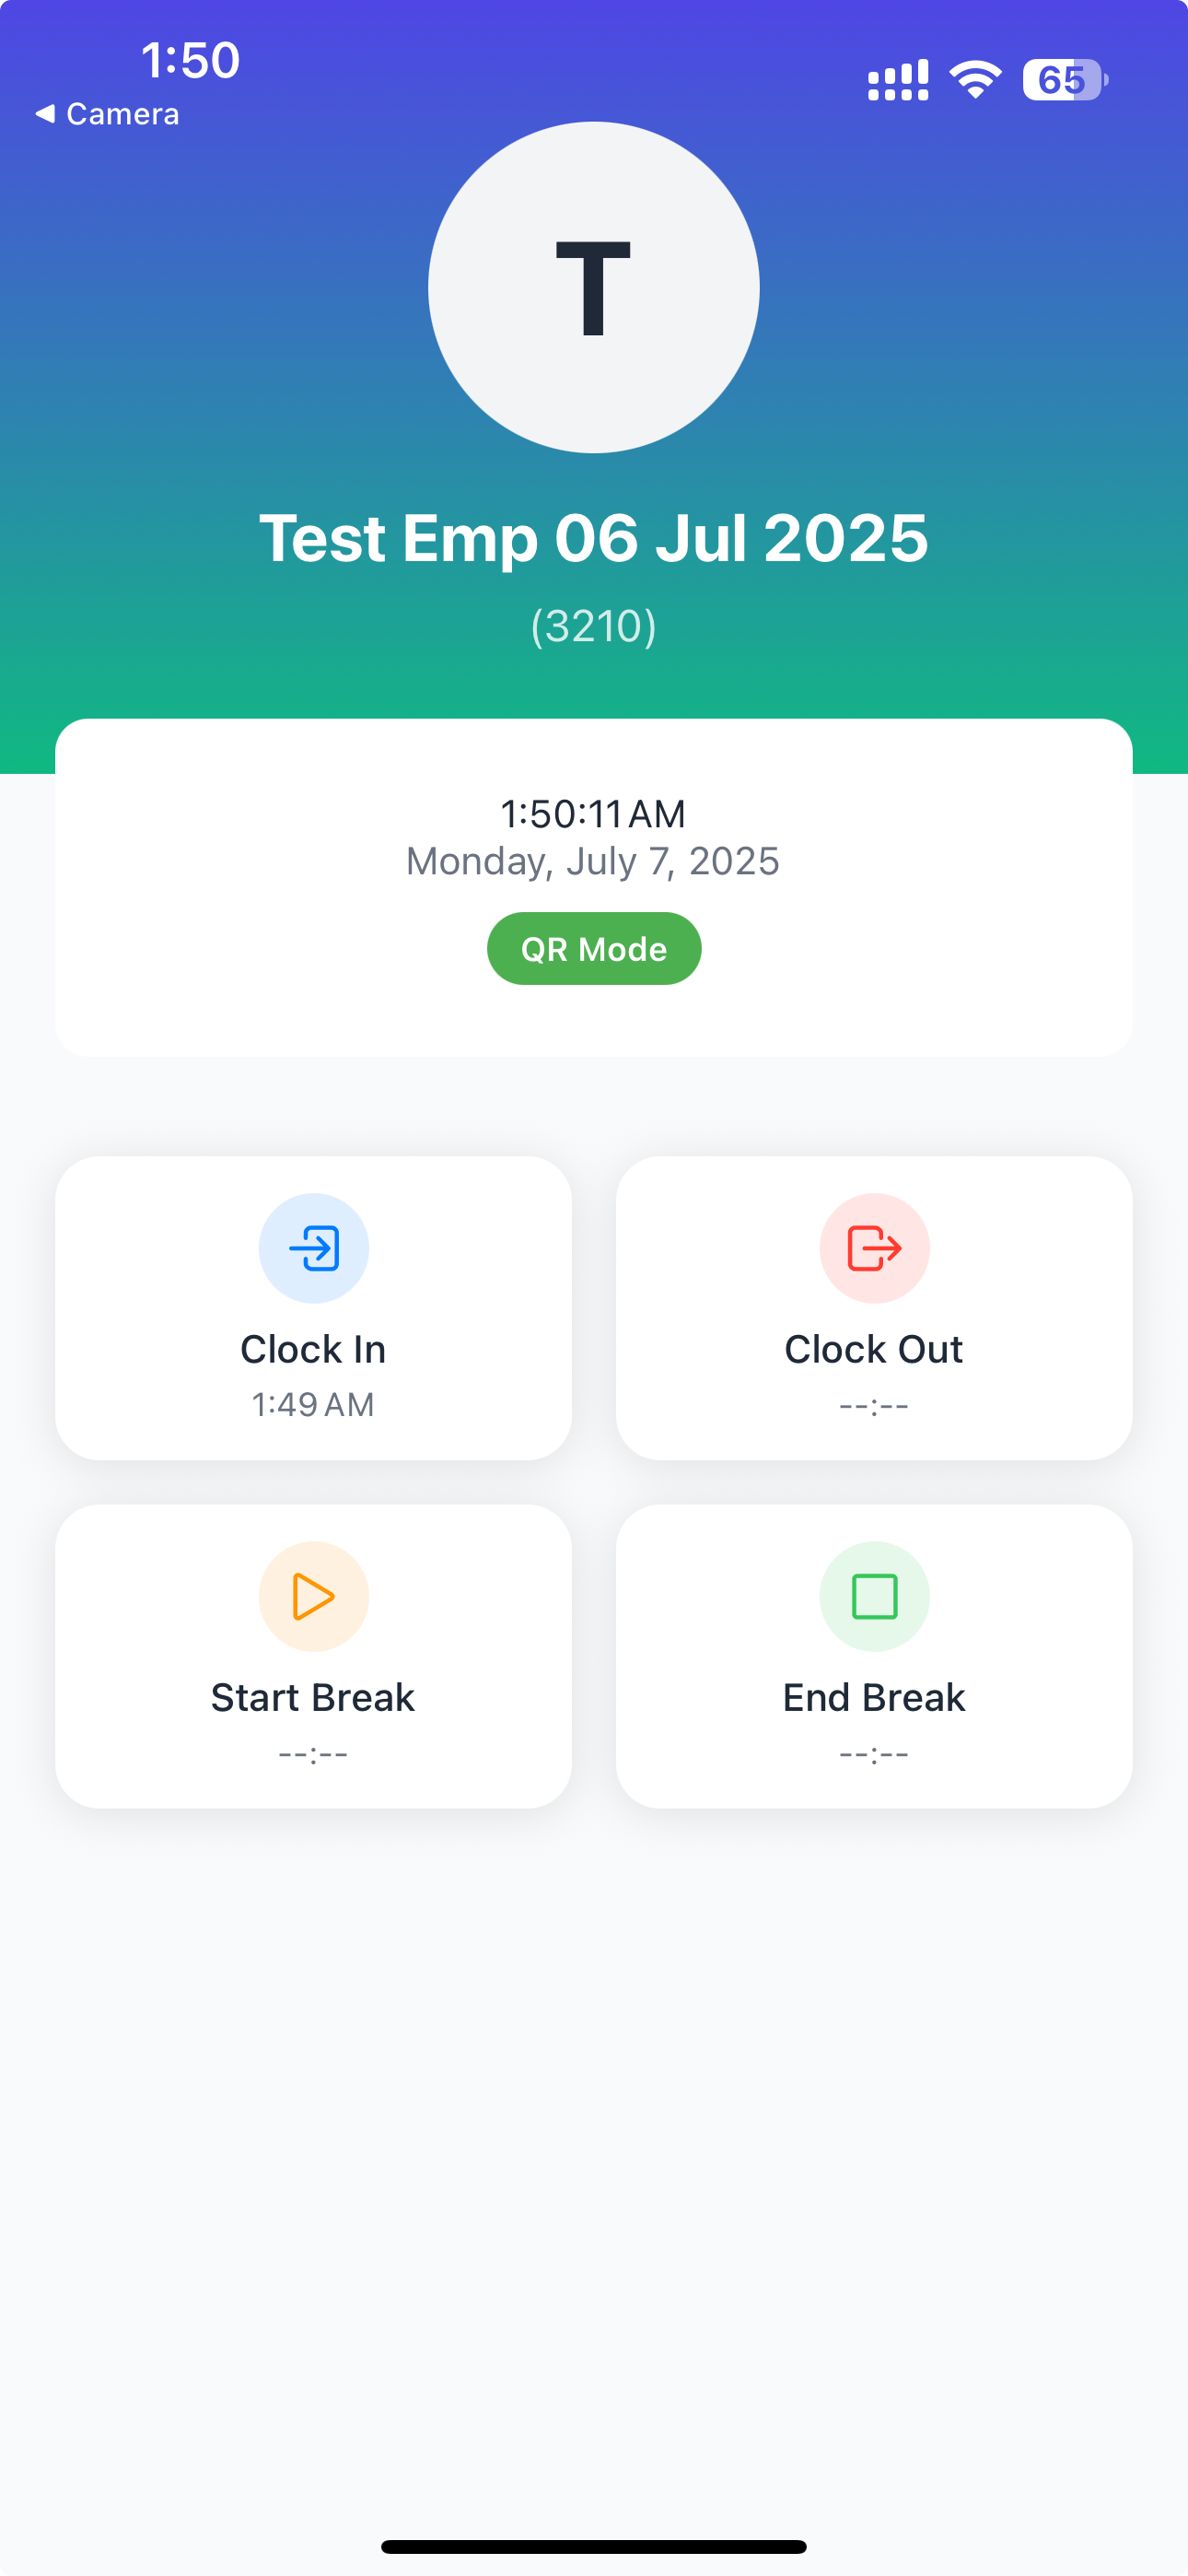 1:50
65
◀ Camera
T
Test Emp 06 Jul 2025
(3210)
1:50:11 AM
Monday, July 7, 2025
QR Mode
Clock In
1:49 AM
Clock Out
--:--
Start Break
--:--
End Break
--:--